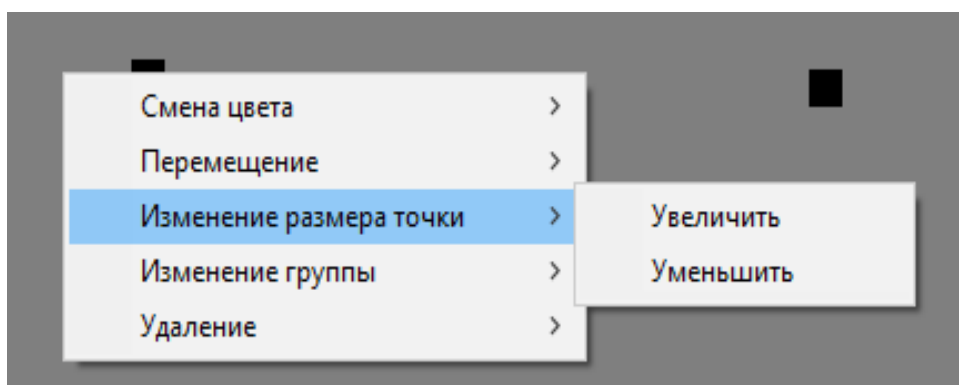 Смена цвета
Перемещение
Изменение размера точки
Увеличить
Изменение группы
Уменьшить
Удаление